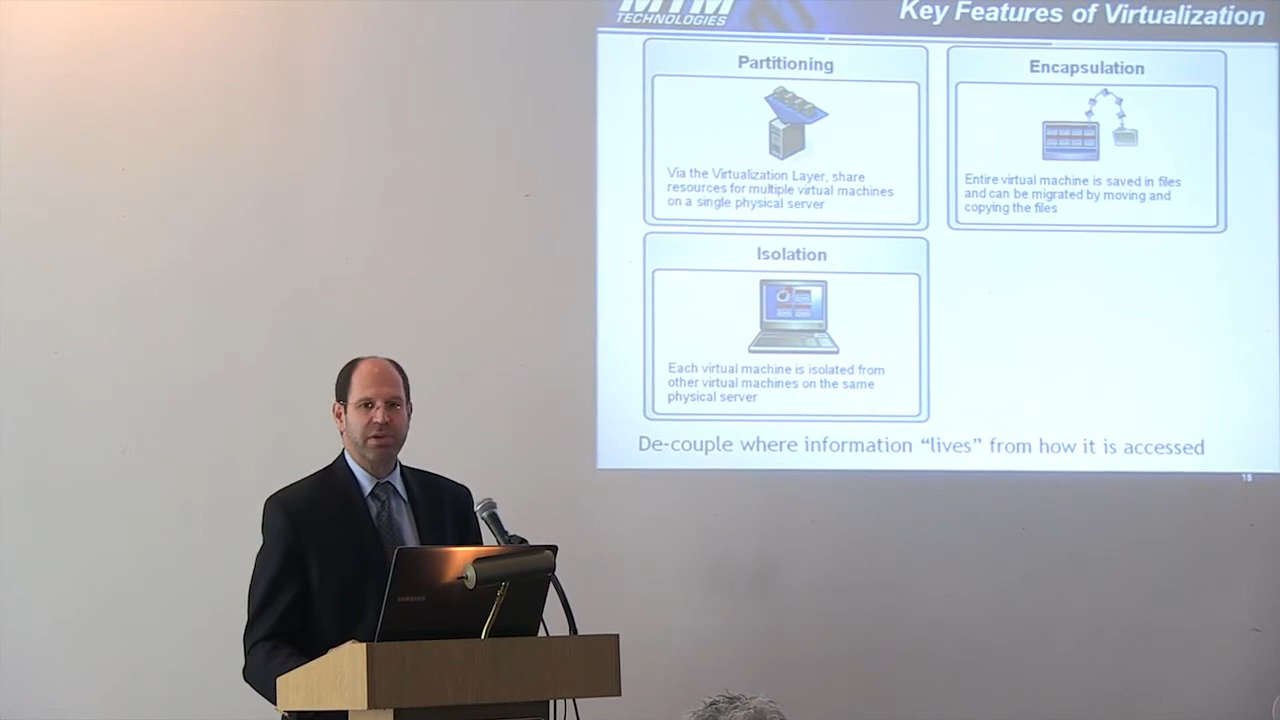 MTM
TECHNOLOGIES
Key Features of Virtualization
Partitioning
Via the Virtualization Layer, share
resources for multiple virtual machines
on a single physical server
Encapsulation
Entire virtual machine is saved in files
and can be migrated by moving and
copying the files
Isolation
Each virtual machine is isolated from
other virtual machines on the same
physical server
De-couple where information “lives” from how it is accessed
SAMSUNG